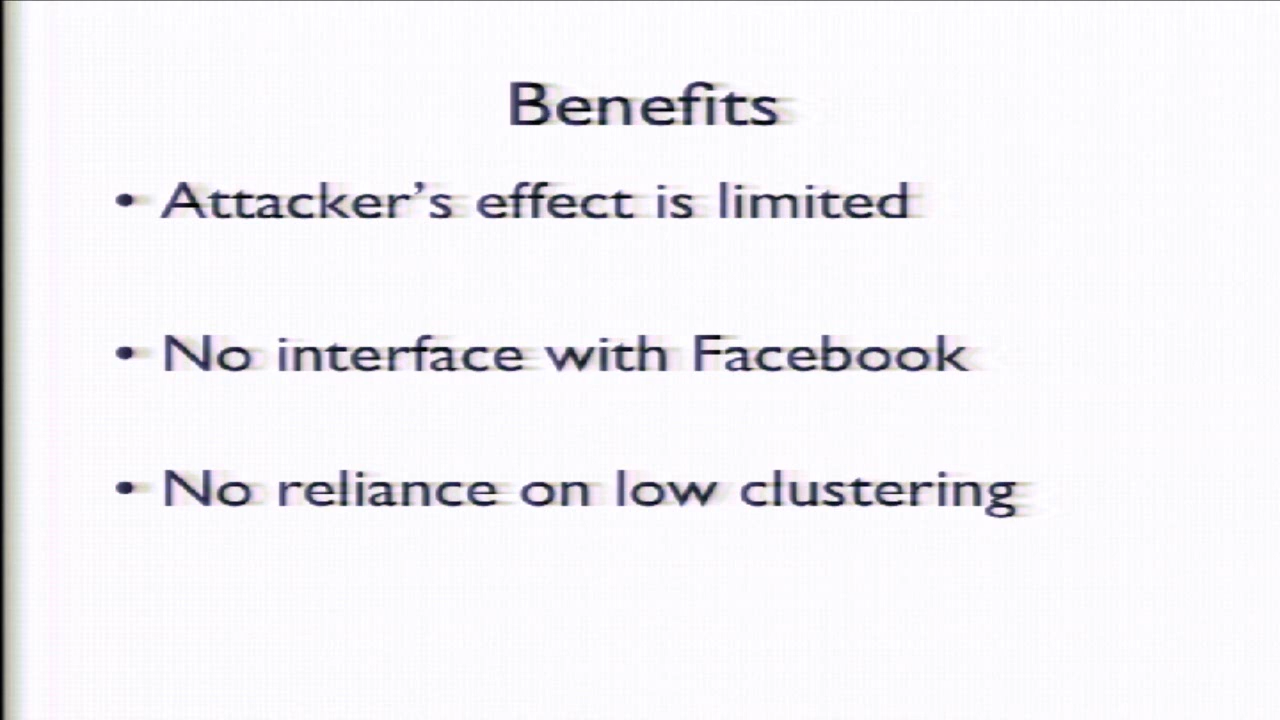 Benefits
• Attacker's effect is limited
• No interface with Facebook
• No reliance on low clustering